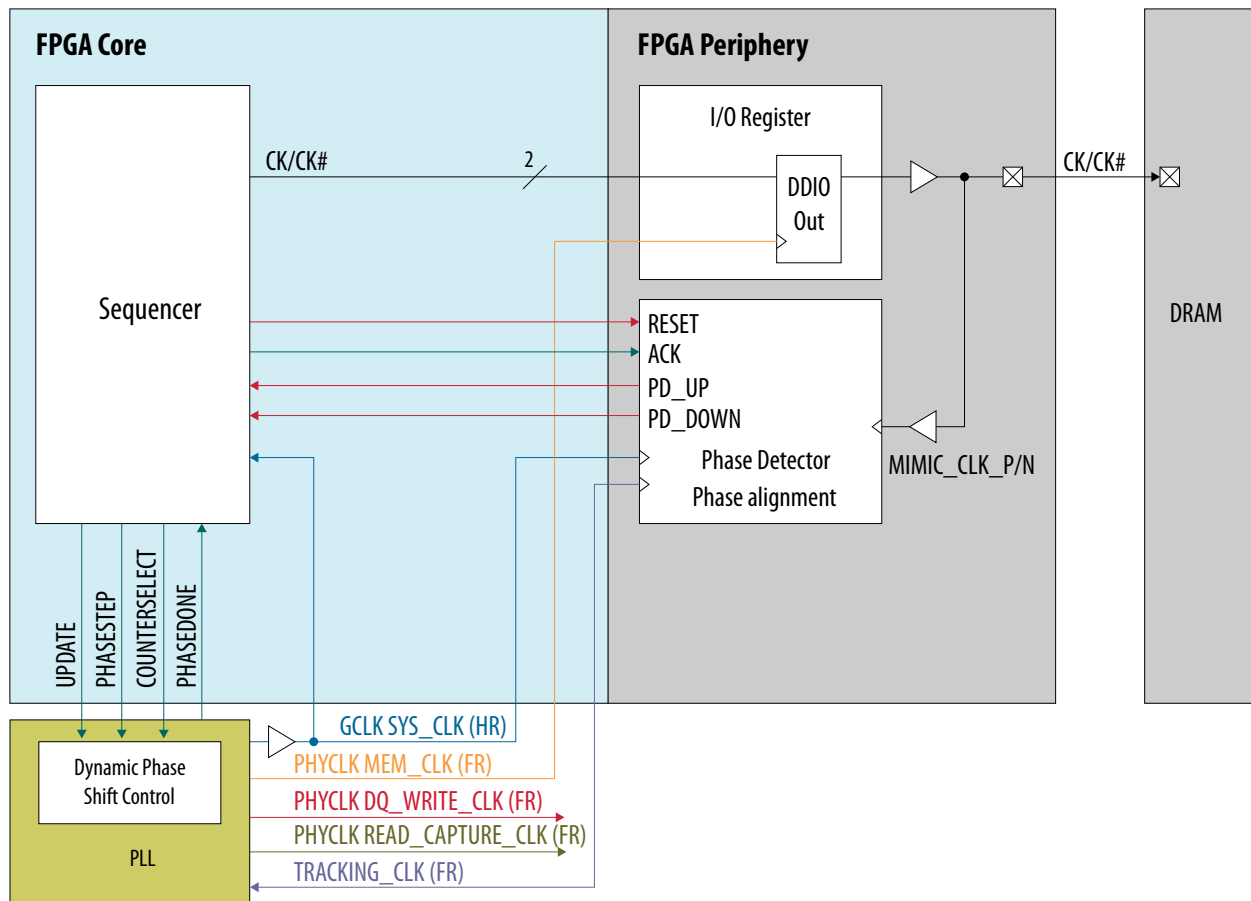 FPGA Core
FPGA Periphery
I/O Register
CK/CK#
2
CK/CK#
DDIO
Out
Sequencer
DRAM
RESET
ACK
PD_UP
PD_DOWN
Phase Detector
Phase alignment
MIMIC_CLK_P/N
UPDATE
PHASESTEP
COUNTERSELECT
PHASEDONE
GCLK SYS_CLK (HR)
Dynamic Phase
Shift Control
PLL
PHYCLK MEM_CLK (FR)
PHYCLK DQ_WRITE_CLK (FR)
PHYCLK READ_CAPTURE_CLK (FR)
TRACKING_CLK (FR)